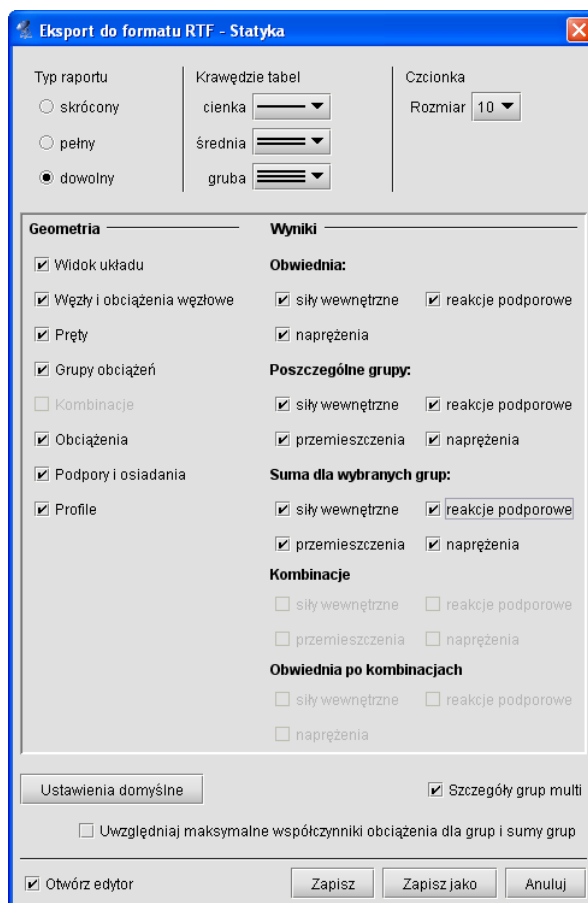 Eksport do formatu RTF - Statyka
Typ raportu
skrócony
pełny
dowolny
Krawędzie tabel
cienka
średnia
gruba
Czcionka
Rozmiar 10
Geometria
Widok układu
Węzły i obciążenia węzłowe
Pręty
Grupy obciążeń
Kombinacje
Obciążenia
Podpory i osiadania
Profile
Wyniki
Obwiednia:
siły wewnętrzne reakcje podporowe
naprężenia
Poszczególne grupy:
siły wewnętrzne reakcje podporowe
przemieszczenia naprężenia
Suma dla wybranych grup:
siły wewnętrzne reakcje podporowe
przemieszczenia naprężenia
Kombinacje
siły wewnętrzne reakcje podporowe
przemieszczenia naprężenia
Obwiednia po kombinacjach
siły wewnętrzne reakcje podporowe
naprężenia
Ustawienia domyślne Szczegóły grup multi
Uwzględniaj maksymalne współczynniki obciążenia dla grup i sumy grup
Otwórz edytor Zapisz Zapisz jako Anuluj